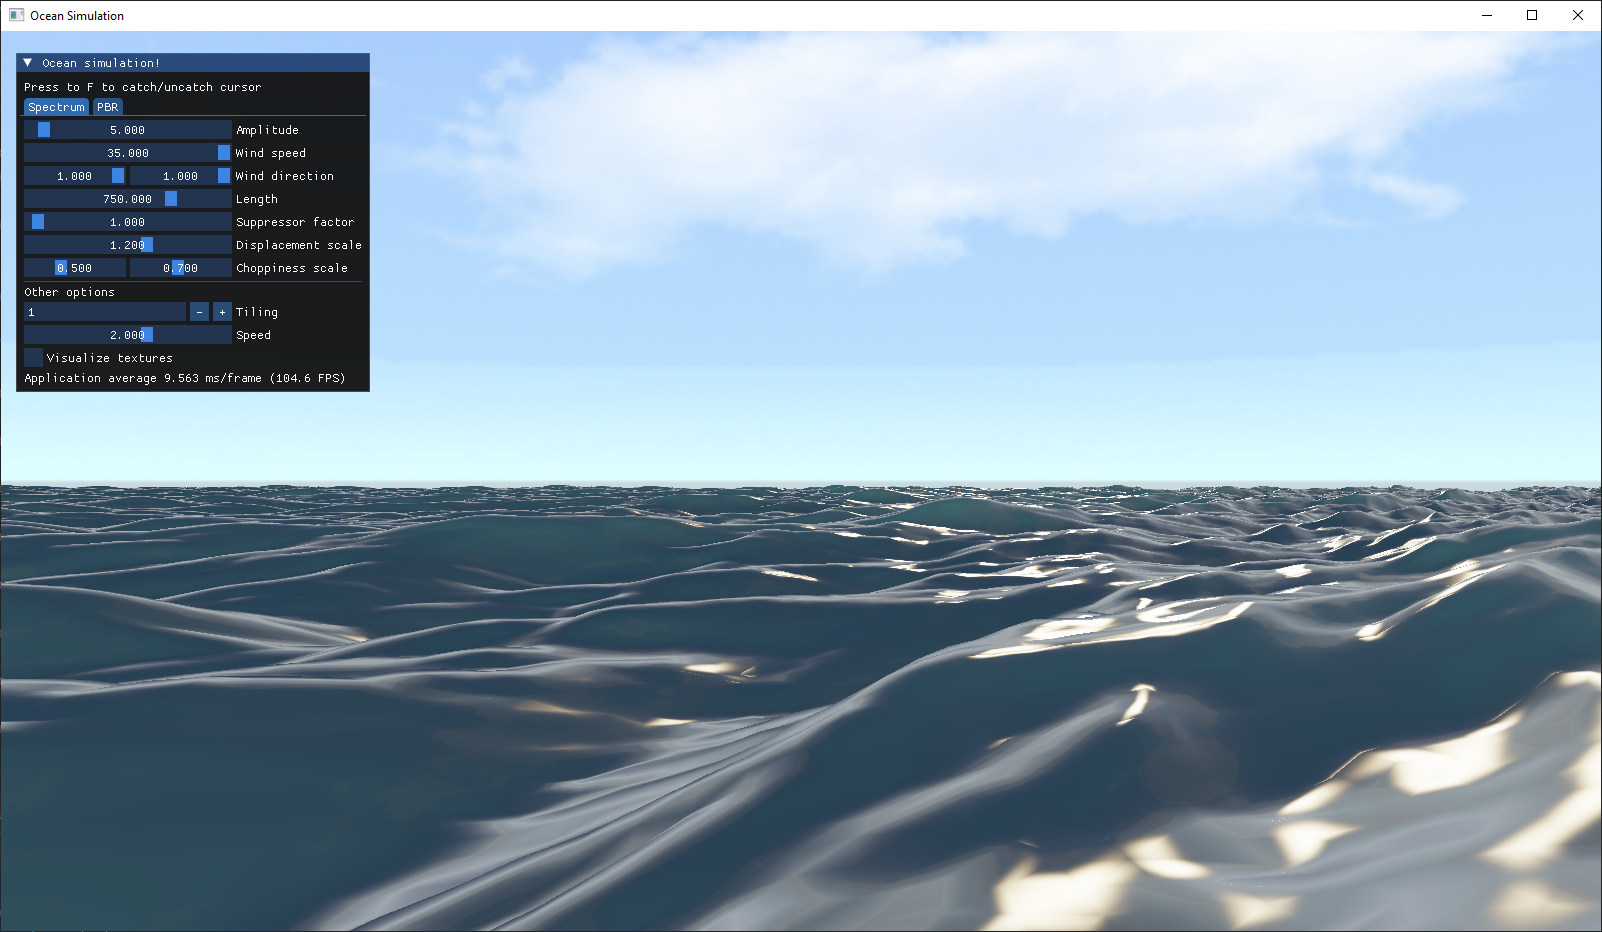 Ocean Simulation
Ocean simulation!
Press to F to catch/uncatch cursor
Spectrum PBR
5.000 Amplitude
35.000 Wind speed
1.000 1.000 Wind direction
750.000 Length
1.000 Suppressor factor
1.200 Displacement scale
0.500 0.700 Choppiness scale
Other options
1 - + Tiling
2.000 Speed
Visualize textures
Application average 9.563 ms/frame (104.6 FPS)